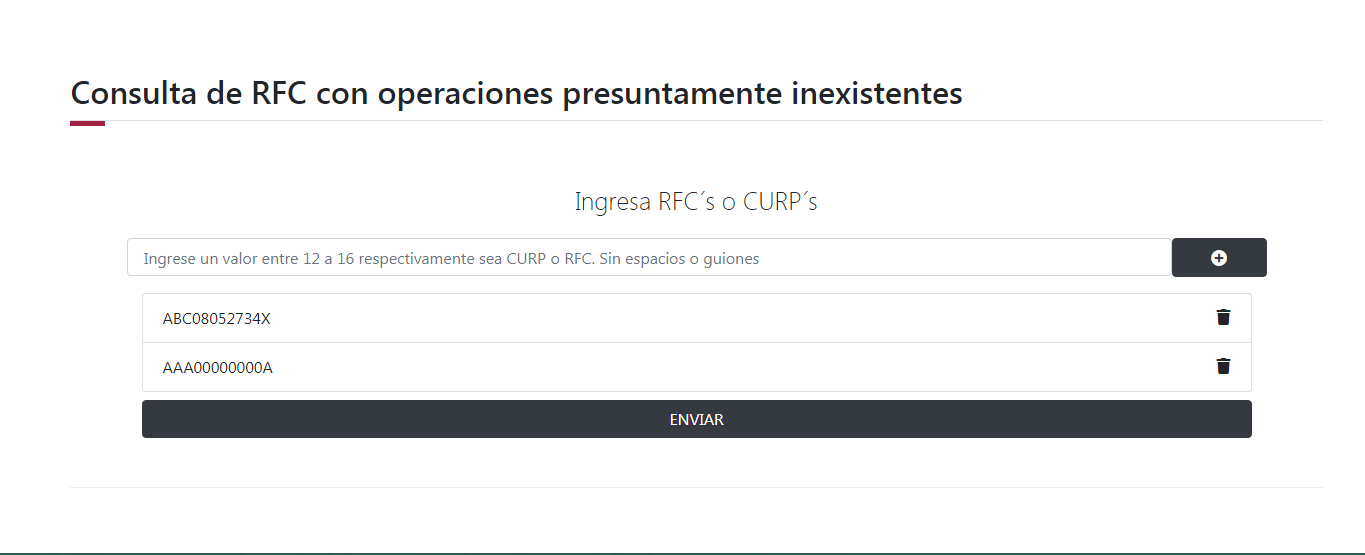 Consulta de RFC con operaciones presuntamente inexistentes
Ingresa RFC´s o CURP´s
Ingrese un valor entre 12 a 16 respectivamente sea CURP o RFC. Sin espacios o guiones
ABC08052734X
AAA00000000A
ENVIAR